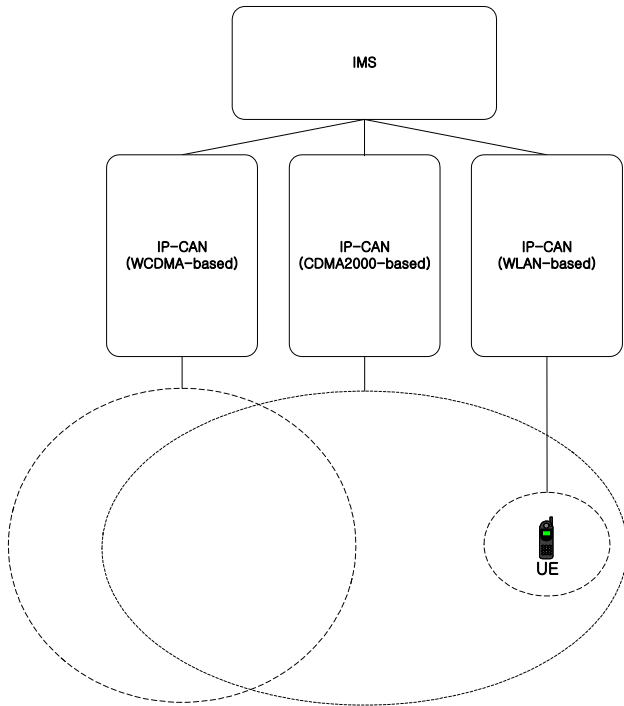 IMS
IP-CAN
(WCDMA-based)
IP-CAN
(CDMA2000-based)
IP-CAN
(WLAN-based)
UE